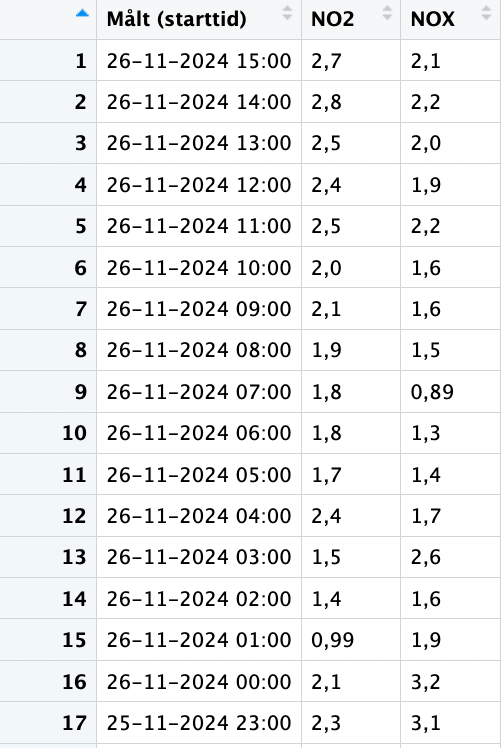 Målt (starttid) NO2 NOX
1 26-11-2024 15:00 2,7 2,1
2 26-11-2024 14:00 2,8 2,2
3 26-11-2024 13:00 2,5 2,0
4 26-11-2024 12:00 2,4 1,9
5 26-11-2024 11:00 2,5 2,2
6 26-11-2024 10:00 2,0 1,6
7 26-11-2024 09:00 2,1 1,6
8 26-11-2024 08:00 1,9 1,5
9 26-11-2024 07:00 1,8 0,89
10 26-11-2024 06:00 1,8 1,3
11 26-11-2024 05:00 1,7 1,4
12 26-11-2024 04:00 2,4 1,7
13 26-11-2024 03:00 1,5 2,6
14 26-11-2024 02:00 1,4 1,6
15 26-11-2024 01:00 0,99 1,9
16 26-11-2024 00:00 2,1 3,2
17 25-11-2024 23:00 2,3 3,1